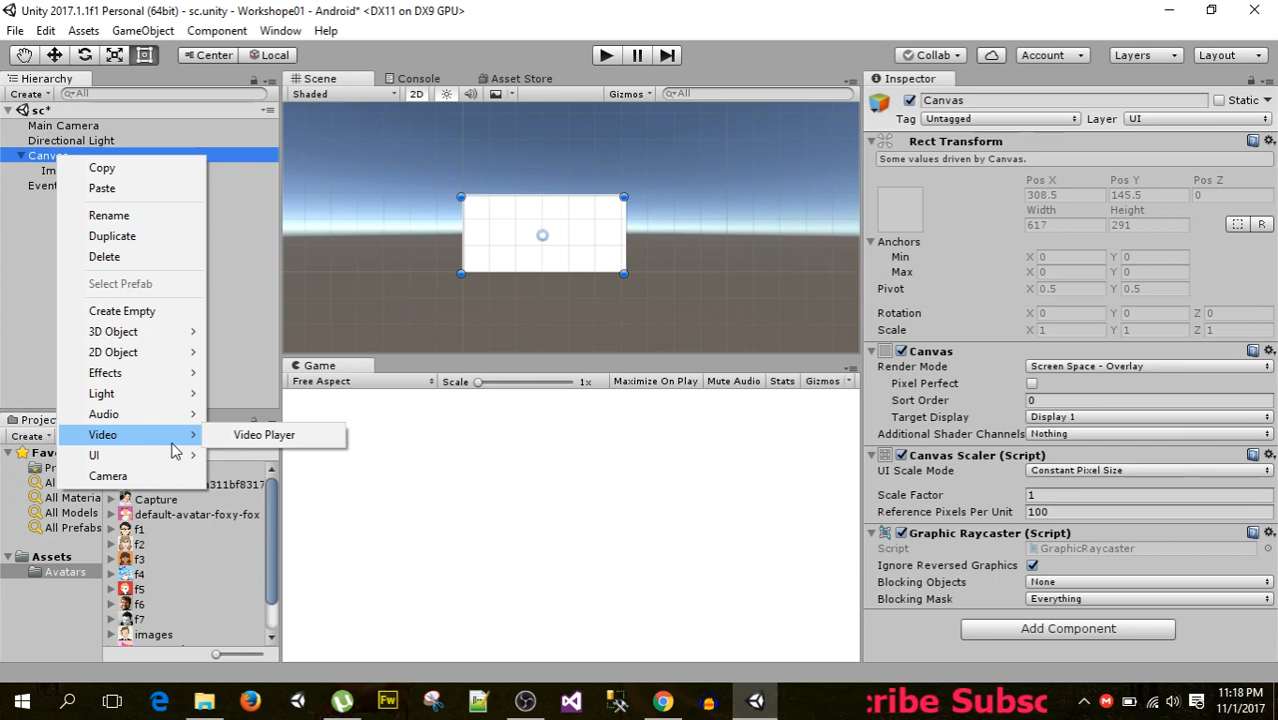 Unity 2017.1.1f1 Personal (64bit) - sc.unity - Workshope01 - Android* <DX11 on DX9 GPU>
File Edit Assets GameObject Component Window Help
Center Local Collab Account Layers Layout
Hierarchy Scene Console Asset Store Inspector
Create All Shaded 2D Gizmos All
Canvas Static
sc*
Tag Untagged Layer UI
Main Camera
Directional Light
Rect Transform
Canvas
Some values driven by Canvas.
Copy
Im
Pos X Pos Y Pos Z
Paste
Event
308.5 145.5 0
Width Height
Rename
617 291 R
Duplicate
Anchors
Delete
Min X 0 Y 0
Max X 0 Y 0
Select Prefab
Pivot X 0.5 Y 0.5
Create Empty
Rotation X 0 Y 0 Z 0
3D Object
Scale X 1 Y 1 Z 1
2D Object
Canvas
Effects
Game
Render Mode Screen Space - Overlay
Free Aspect Scale 1x Maximize On Play Mute Audio Stats Gizmos
Pixel Perfect
Light
Sort Order 0
Audio
Target Display Display 1
Project
Additional Shader Channels Nothing
Create
Video Video Player
Fav
UI
Canvas Scaler (Script)
UI Scale Mode Constant Pixel Size
Camera
All
a311bf8317
Scale Factor 1
All Materia
Capture
Reference Pixels Per Unit 100
All Models
default-avatar-foxy-fox
All Prefabs
f1
Graphic Raycaster (Script)
f2
Script GraphicRaycaster
Assets
f3
Ignore Reversed Graphics
Avatars
f4
Blocking Objects None
f5
Blocking Mask Everything
f6
f7
Add Component
images
Fw
ribe Subsc
11:18 PM
11/1/2017